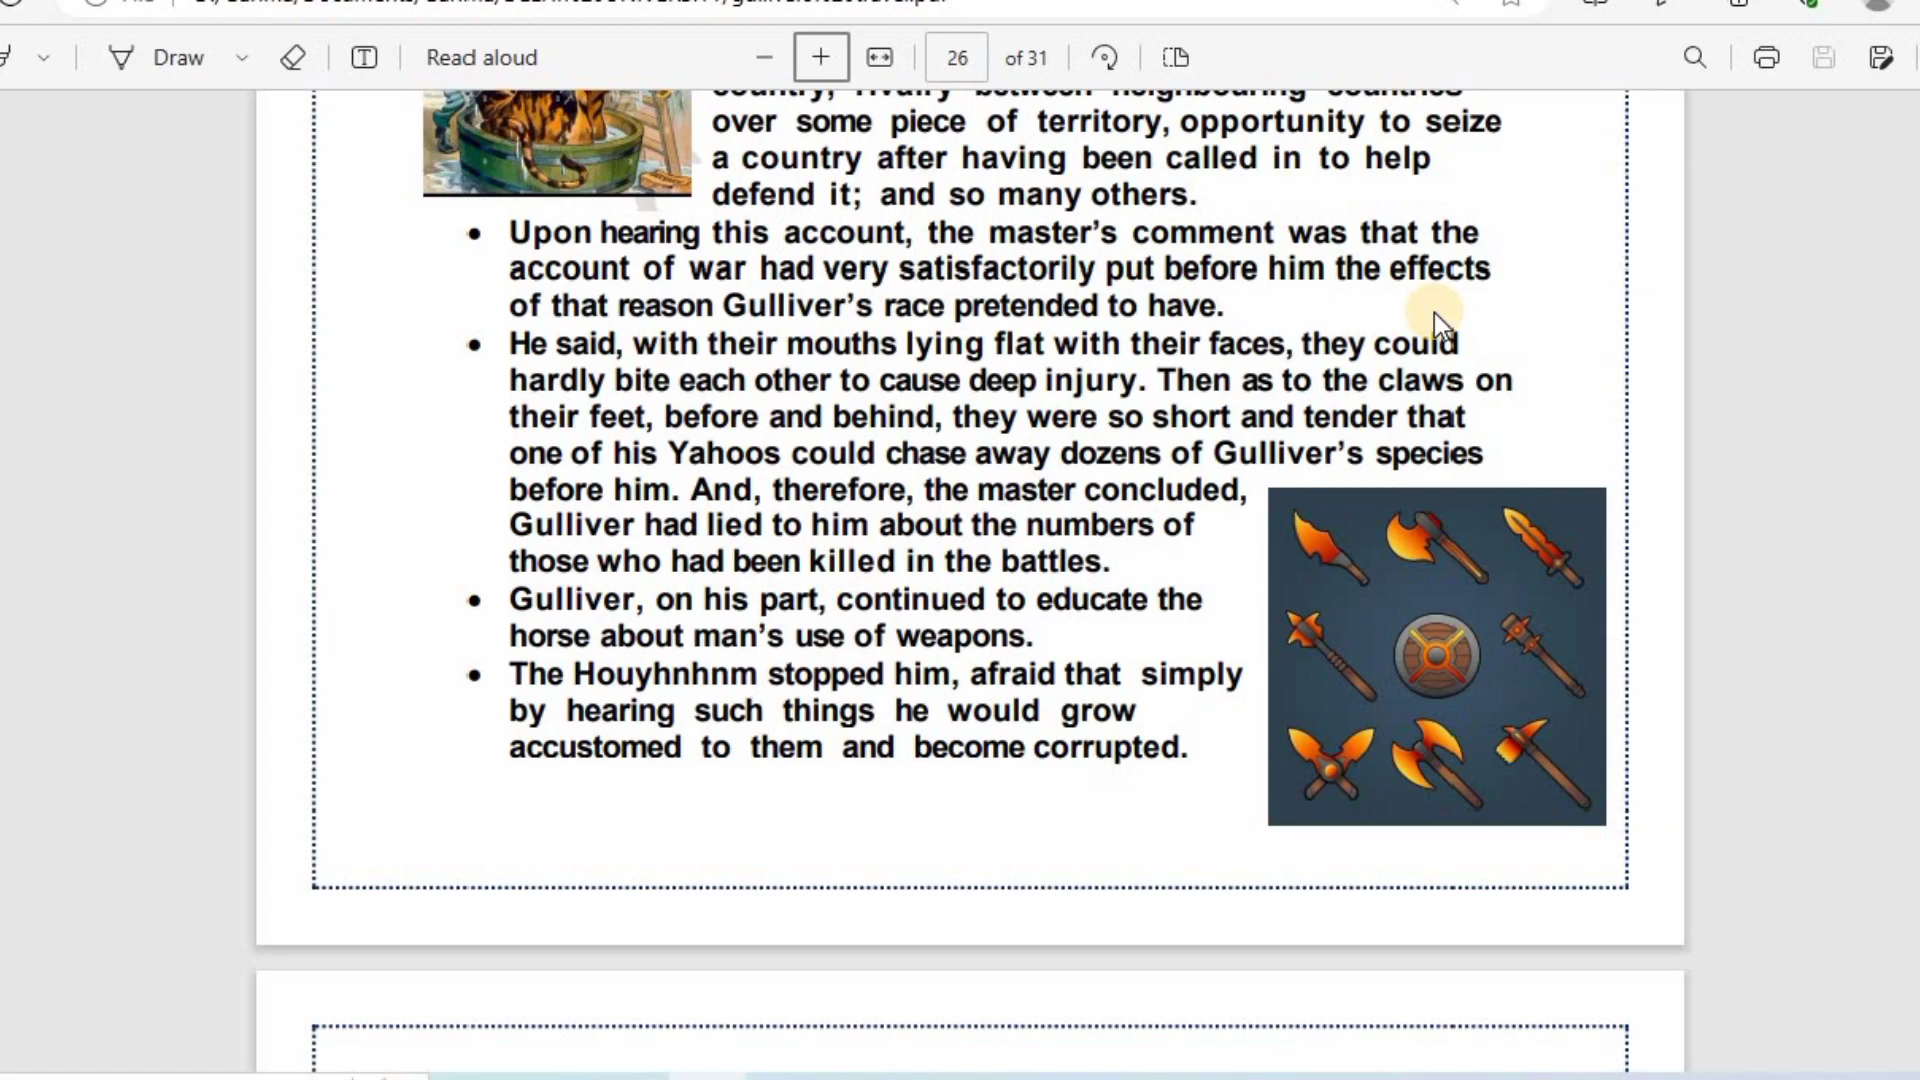 Draw
Read aloud
26 of 31
country, rivalry between neighbouring countries
over some piece of territory, opportunity to seize
a country after having been called in to help
defend it; and so many others.
• Upon hearing this account, the master’s comment was that the
account of war had very satisfactorily put before him the effects
of that reason Gulliver’s race pretended to have.
• He said, with their mouths lying flat with their faces, they could
hardly bite each other to cause deep injury. Then as to the claws on
their feet, before and behind, they were so short and tender that
one of his Yahoos could chase away dozens of Gulliver’s species
before him. And, therefore, the master concluded,
Gulliver had lied to him about the numbers of
those who had been killed in the battles.
• Gulliver, on his part, continued to educate the
horse about man’s use of weapons.
• The Houyhnhnm stopped him, afraid that simply
by hearing such things he would grow
accustomed to them and become corrupted.